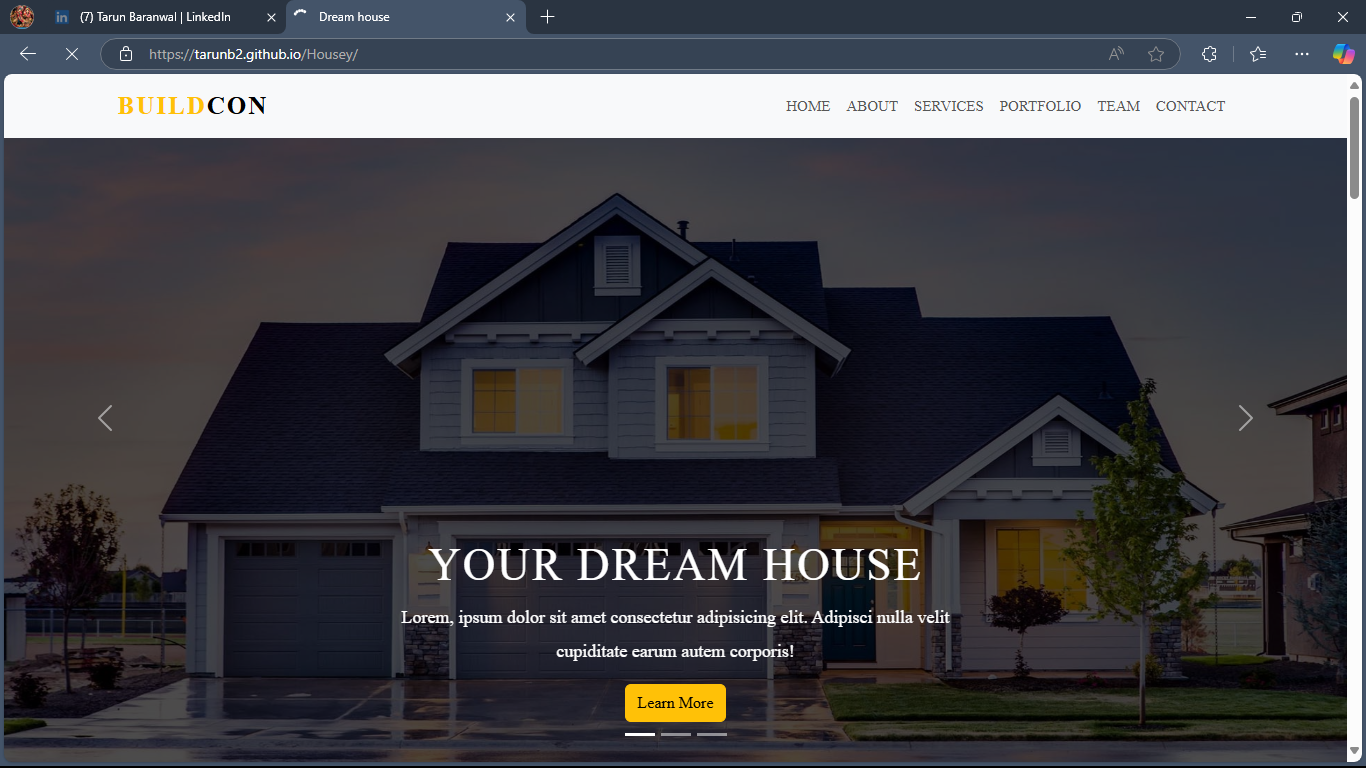 (7) Tarun Baranwal | LinkedIn
Dream house
https://tarunb2.github.io/Housey/
BUILDCON
HOME ABOUT SERVICES PORTFOLIO TEAM CONTACT
YOUR DREAM HOUSE
Lorem, ipsum dolor sit amet consectetur adipisicing elit. Adipisci nulla velit
cupiditate earum autem corporis!
Learn More